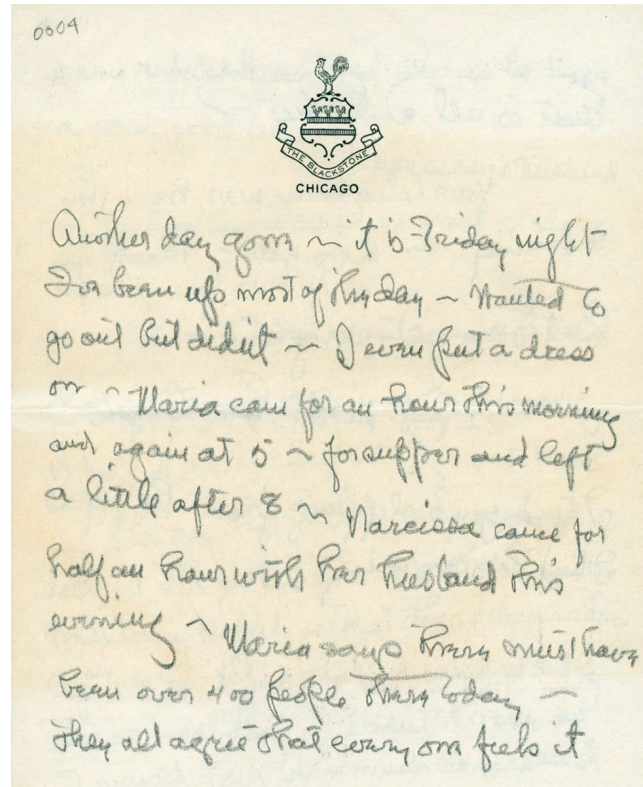 0004
THE BLACKSTONE
CHICAGO
Another day gone ~ it is Friday night
I've been up most of the day ~ Wanted to
go out but didnt ~ I even put a dress
on ~ Maria came for an hour this morning
and again at 5 ~ for supper and left
a little after 8 ~ Narcissa came for
half an hour with her husband this
evening ~ Maria says there must have
been over 400 people there today ~
They all agree that every one feels it